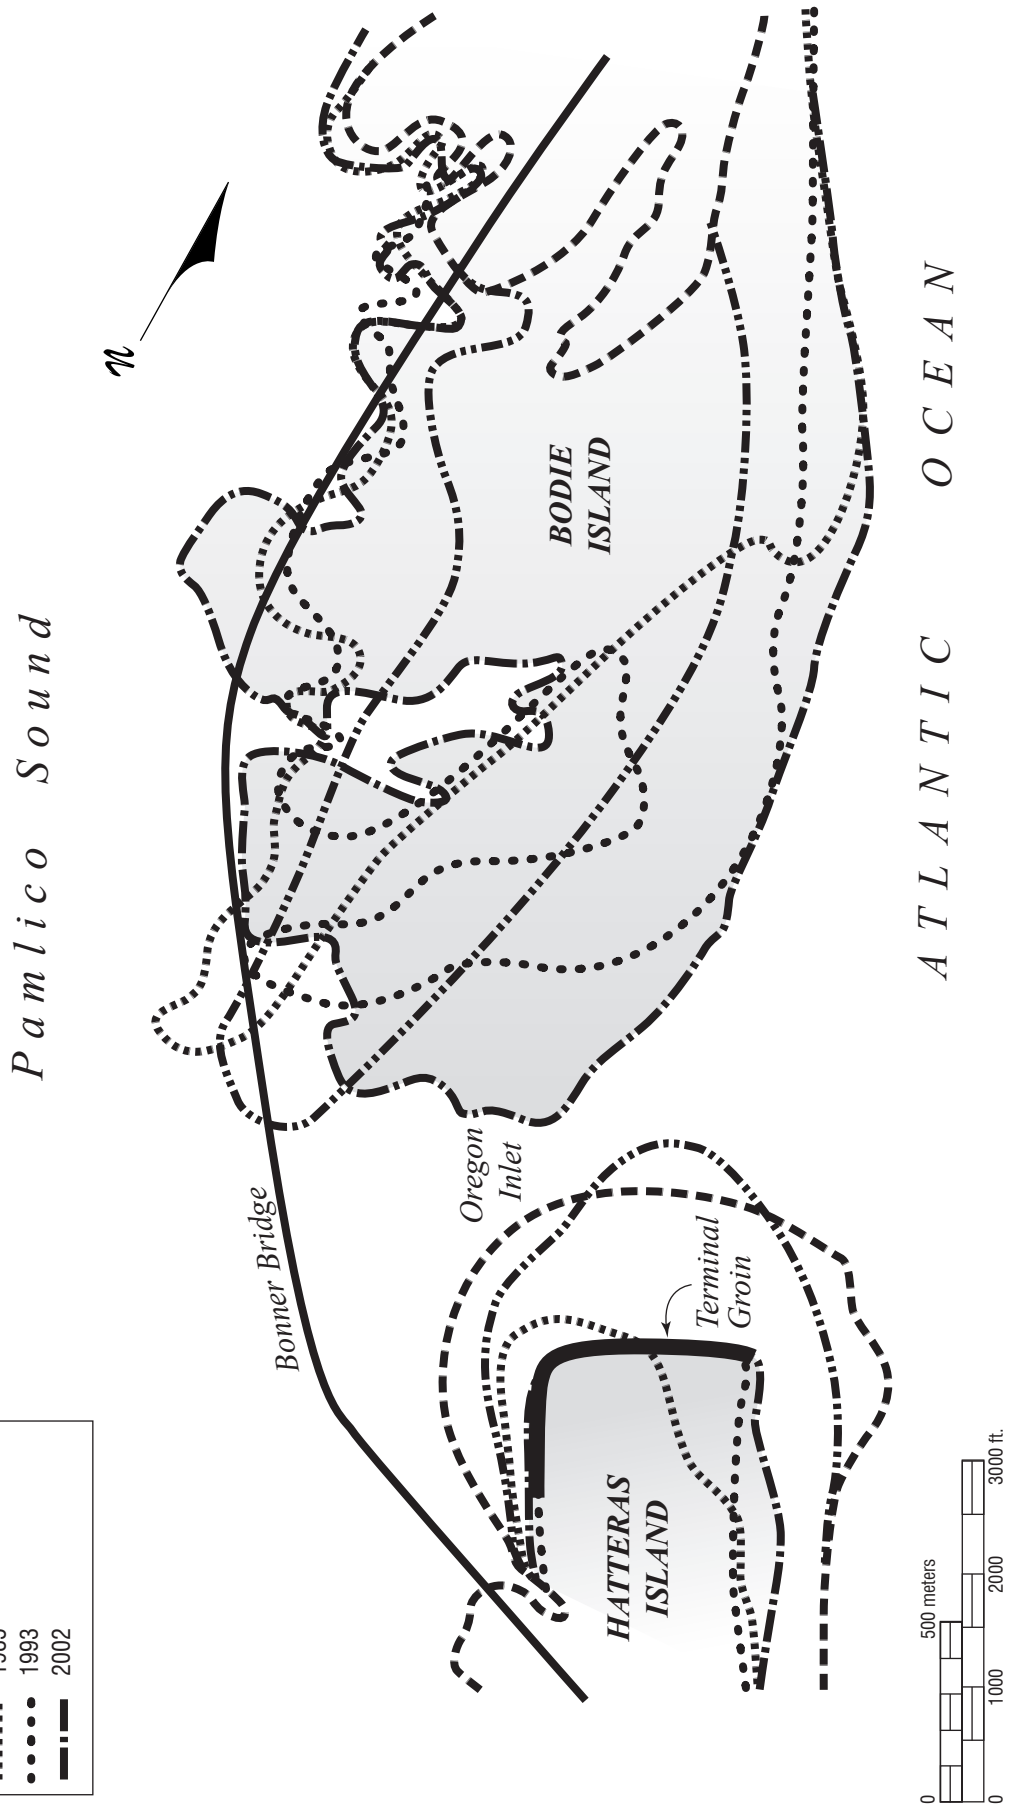 Pamlico Sound
n
1993
2002
BODIE
ISLAND
Bonner Bridge
Oregon
Inlet
Terminal
Groin
HATTERAS
ISLAND
ATLANTIC OCEAN
0 500 meters
0 1000 2000 3000 ft.